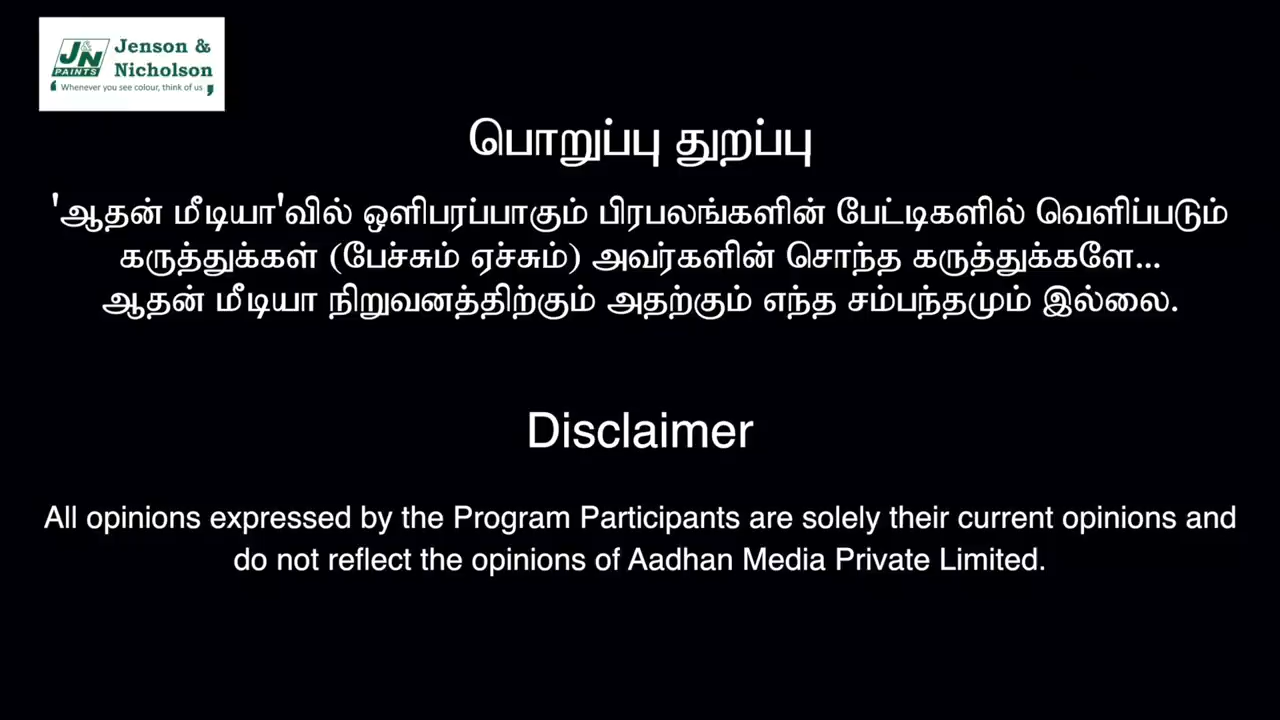 Jenson &
Nicholson
JN
PAINTS
Whenever you see colour, think of us
பொறுப்பு துறப்பு
'ஆதன் மீடியா'வில் ஒளிபரப்பாகும் பிரபலங்களின் பேட்டிகளில் வெளிப்படும்
கருத்துக்கள் (பேச்சும் ஏச்சும்) அவர்களின் சொந்த கருத்துக்களே...
ஆதன் மீடியா நிறுவனத்திற்கும் அதற்கும் எந்த சம்பந்தமும் இல்லை.
Disclaimer
All opinions expressed by the Program Participants are solely their current opinions and
do not reflect the opinions of Aadhan Media Private Limited.